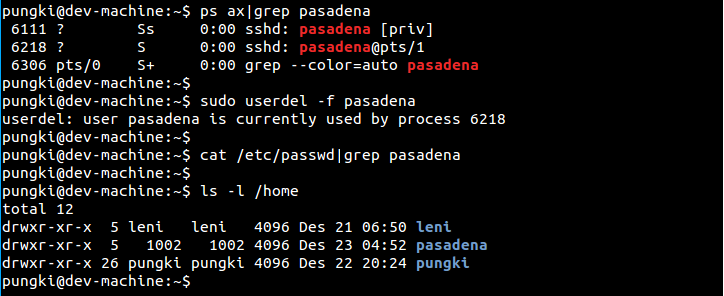 pungki@dev-machine:~$ ps ax|grep pasadena
 6111 ?        Ss     0:00 sshd: pasadena [priv]
 6218 ?        S      0:00 sshd: pasadena@pts/1
 6306 pts/0    S+     0:00 grep --color=auto pasadena
pungki@dev-machine:~$
pungki@dev-machine:~$ sudo userdel -f pasadena
userdel: user pasadena is currently used by process 6218
pungki@dev-machine:~$
pungki@dev-machine:~$ cat /etc/passwd|grep pasadena
pungki@dev-machine:~$
pungki@dev-machine:~$ ls -l /home
total 12
drwxr-xr-x  5 leni   leni   4096 Des 21 06:50 leni
drwxr-xr-x  5   1002   1002 4096 Des 23 04:52 pasadena
drwxr-xr-x 26 pungki pungki 4096 Des 22 20:24 pungki
pungki@dev-machine:~$